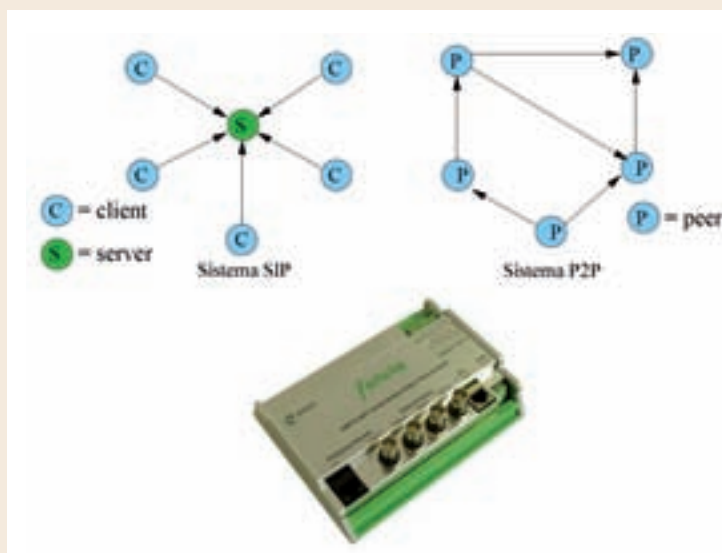 C
C
S
C
C
C
C = client
S = server
Sistema SIP
P
P
P
P
P
P = peer
Sistema P2P